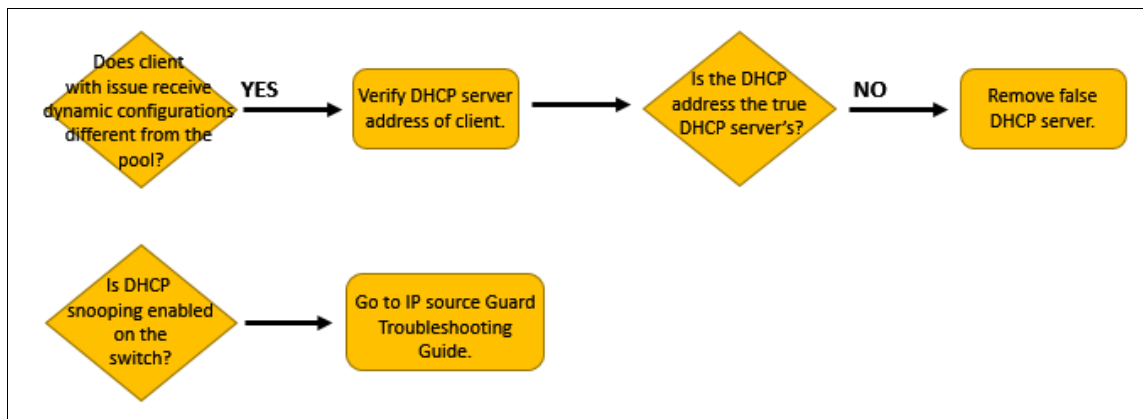 Does client
with issue receive
dynamic configurations
different from the
pool?
YES
Verify DHCP server
address of client.
Is the DHCP
address the true
DHCP server's?
NO
Remove false
DHCP server.
Is DHCP
snooping enabled
on the
switch?
Go to IP source Guard
Troubleshooting
Guide.